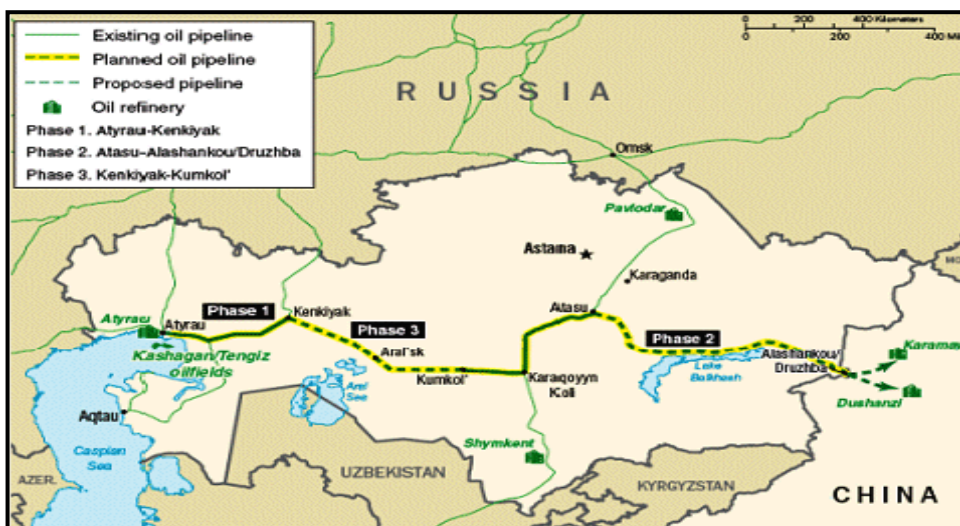 Existing oil pipeline
Planned oil pipeline
Proposed pipeline
Oil refinery
Phase 1. Atyrau-Kenkiyak
Phase 2. Atasu-Alashankou/Druzhba
Phase 3. Kenkiyak-Kumkol'
0 200 400 Kilometers
0 200 400 Mi
RUSSIA
Omsk
Pavlodar
Astana
Karaganda
Atasu
Phase 1
Kenkiyak
Atyrau
Atyrau
Phase 3
Phase 2
Kashagan/Tengiz
oilfields
Aral'sk
Alashankou/
Druzhba
Karamay
Lake
Balkhash
Kumkol'
Karaqoyyn
Koli
Aral
Sea
Dushanzi
Aqtau
Shymkent
Caspian
Sea
UZBEKISTAN
AZER.
KYRGYZSTAN
CHINA